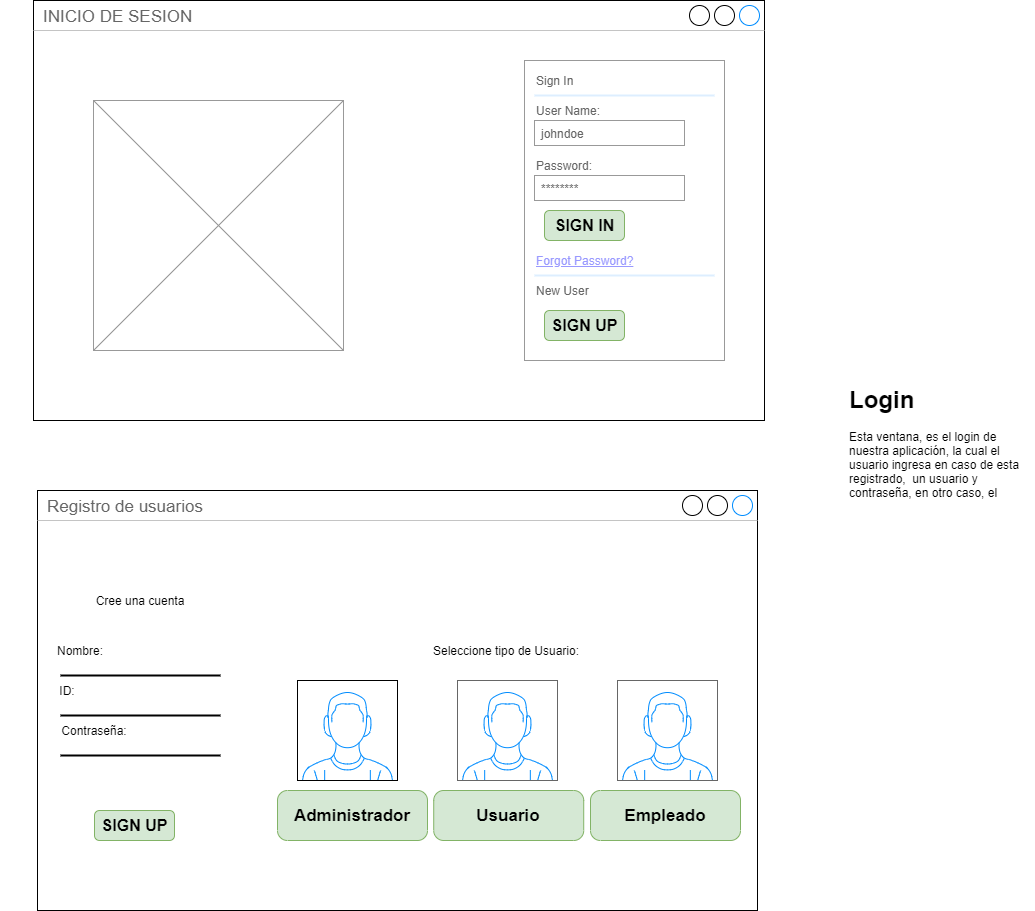 INICIO DE SESION
Sign In
User Name:
johndoe
Password:
********
SIGN IN
Forgot Password?
New User
SIGN UP
Login
Esta ventana, es el login de
nuestra aplicación, la cual el
usuario ingresa en caso de esta
registrado, un usuario y
contraseña, en otro caso, el
Registro de usuarios
Cree una cuenta
Nombre:
ID:
Contraseña:
SIGN UP
Seleccione tipo de Usuario:
Administrador
Usuario
Empleado